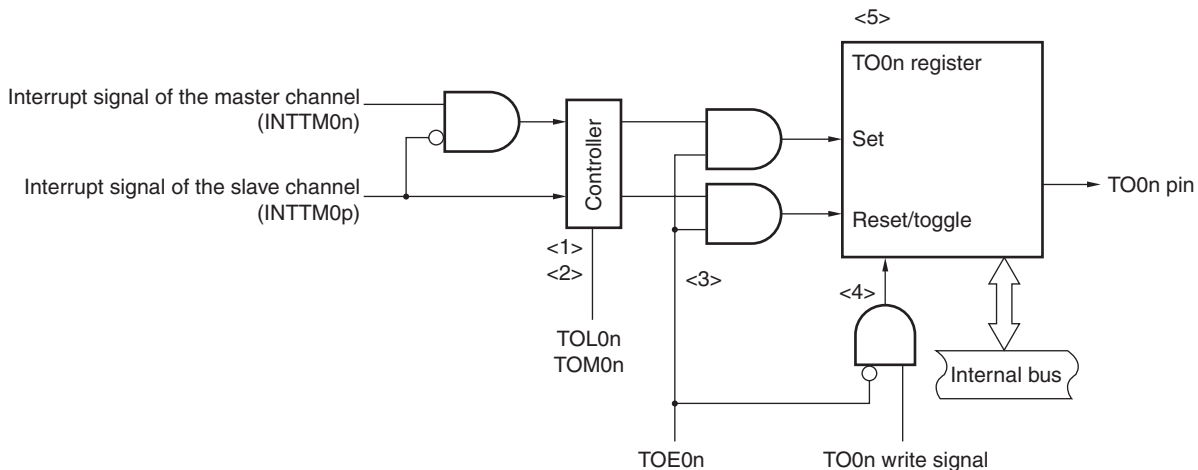 <5>
TO0n register
Interrupt signal of the master channel
(INTTM0n)
Controller
Set
Interrupt signal of the slave channel
(INTTM0p)
TO0n pin
Reset/toggle
<1>
<2>
<3>
<4>
TOL0n
TOM0n
Internal bus
TOE0n
TO0n write signal